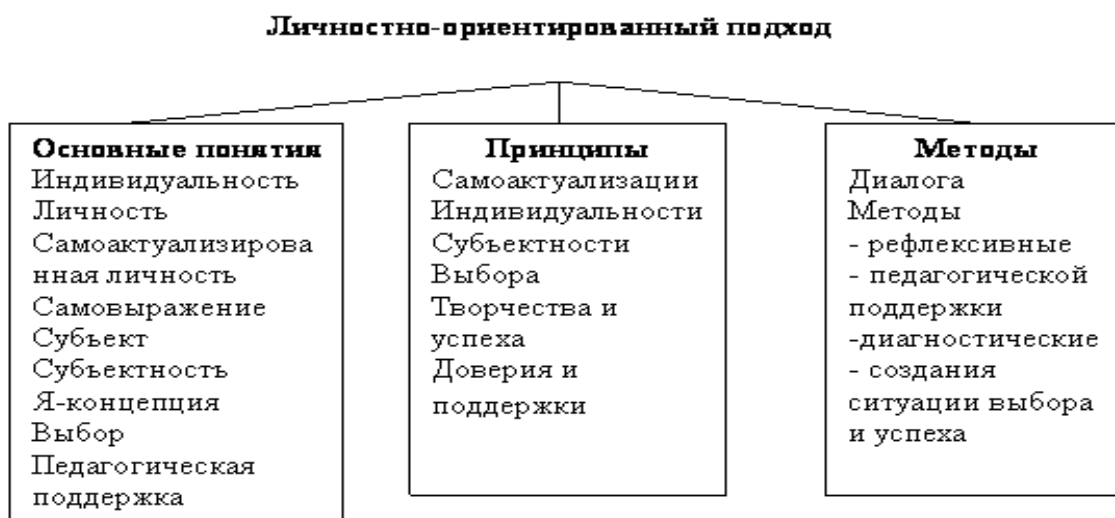 Личностно-ориентированный подход
Основные понятия
Индивидуальность
Личность
Самоактуализирова
нная личность
Самовыражение
Субъект
Субъектность
Я-концепция
Выбор
Педагогическая
поддержка
Принципы
Самоактуализации
Индивидуальности
Субъектности
Выбора
Творчества и
успеха
Доверия и
поддержки
Методы
Диалога
Методы
- рефлексивные
- педагогической
поддержки
-диагностические
- создания
ситуации выбора
и успеха